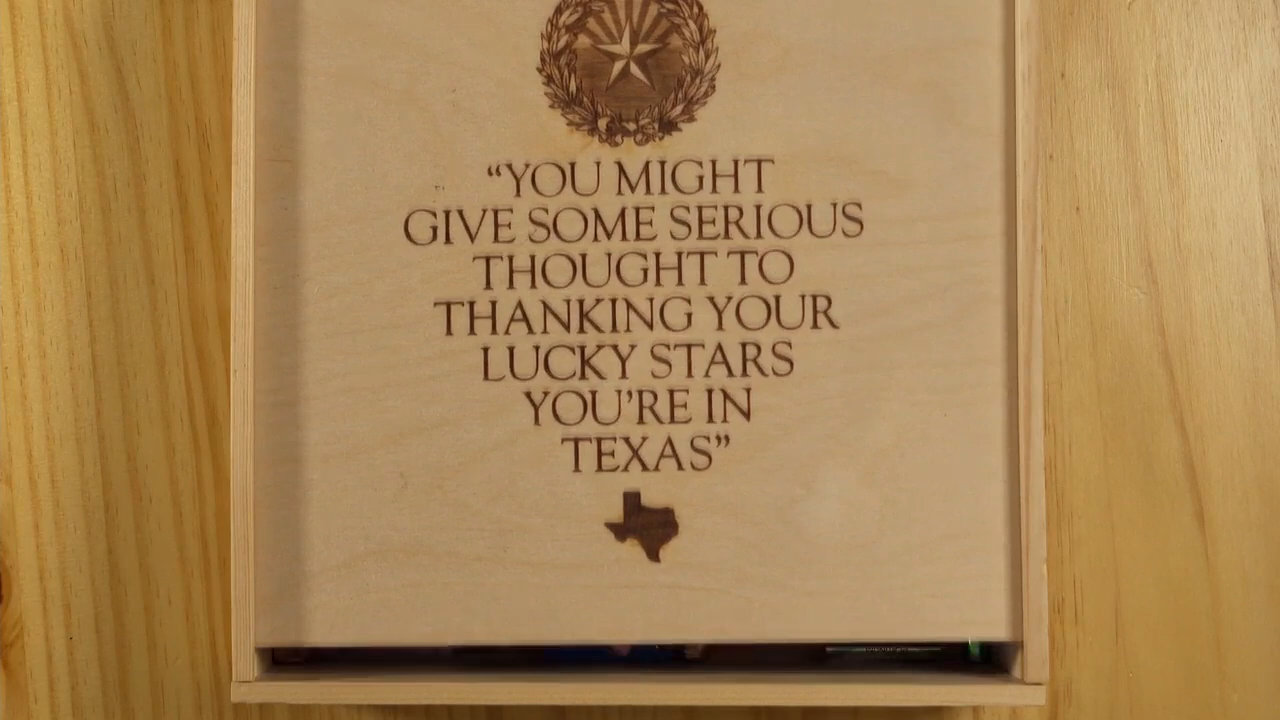 “YOU MIGHT
GIVE SOME SERIOUS
THOUGHT TO
THANKING YOUR
LUCKY STARS
YOU’RE IN
TEXAS”